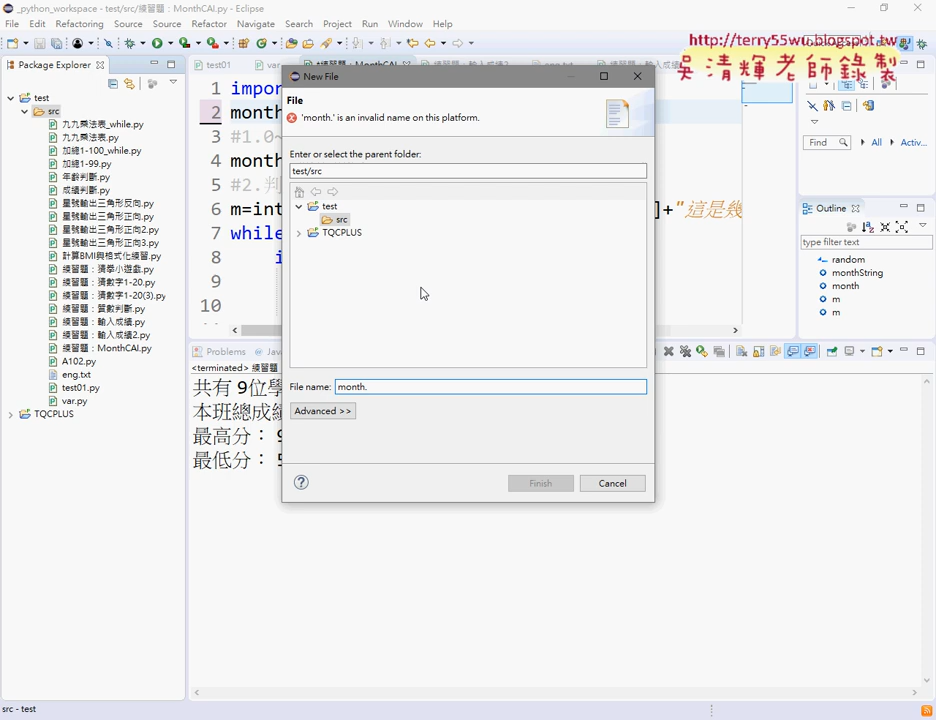 _python_workspace - test/src/練習題：MonthCAI.py - Eclipse
File Edit Refactoring Source Source Refactor Navigate Search Project Run Window Help
http://terry55wu.blogspot.tw
吳清輝老師錄製
Package Explorer
test
src
九九乘法表_while.py
九九乘法表.py
加總1-100_while.py
加總1-99.py
年齡判斷.py
成績判斷.py
星號輸出三角形反向.py
星號輸出三角形正向.py
星號輸出三角形正向2.py
星號輸出三角形正向3.py
計算BMI與格式化練習.py
練習題：猜學小遊戲.py
練習題：猜數字1-20.py
練習題：猜數字1-20(3).py
練習題：質數判斷.py
練習題：輸入成績.py
練習題：輸入成績2.py
練習題：MonthCAI.py
A102.py
eng.txt
test01.py
var.py
TQCPLUS
test01
1 impor
2 month
3 #1.0~
4 month
5 #2.判
6 m=int
]+"這是幾
7 while
8
9
10
New File
File
'month.' is an invalid name on this platform.
Enter or select the parent folder:
test/src
test
src
TQCPLUS
File name: month.
Advanced >>
Finish
Cancel
Find
All
Activ...
Outline
type filter text
random
monthString
month
m
m
Problems
<terminated> 練習題
共有 9位學
本班總成績
最高分： 9
最低分： 5
src - test